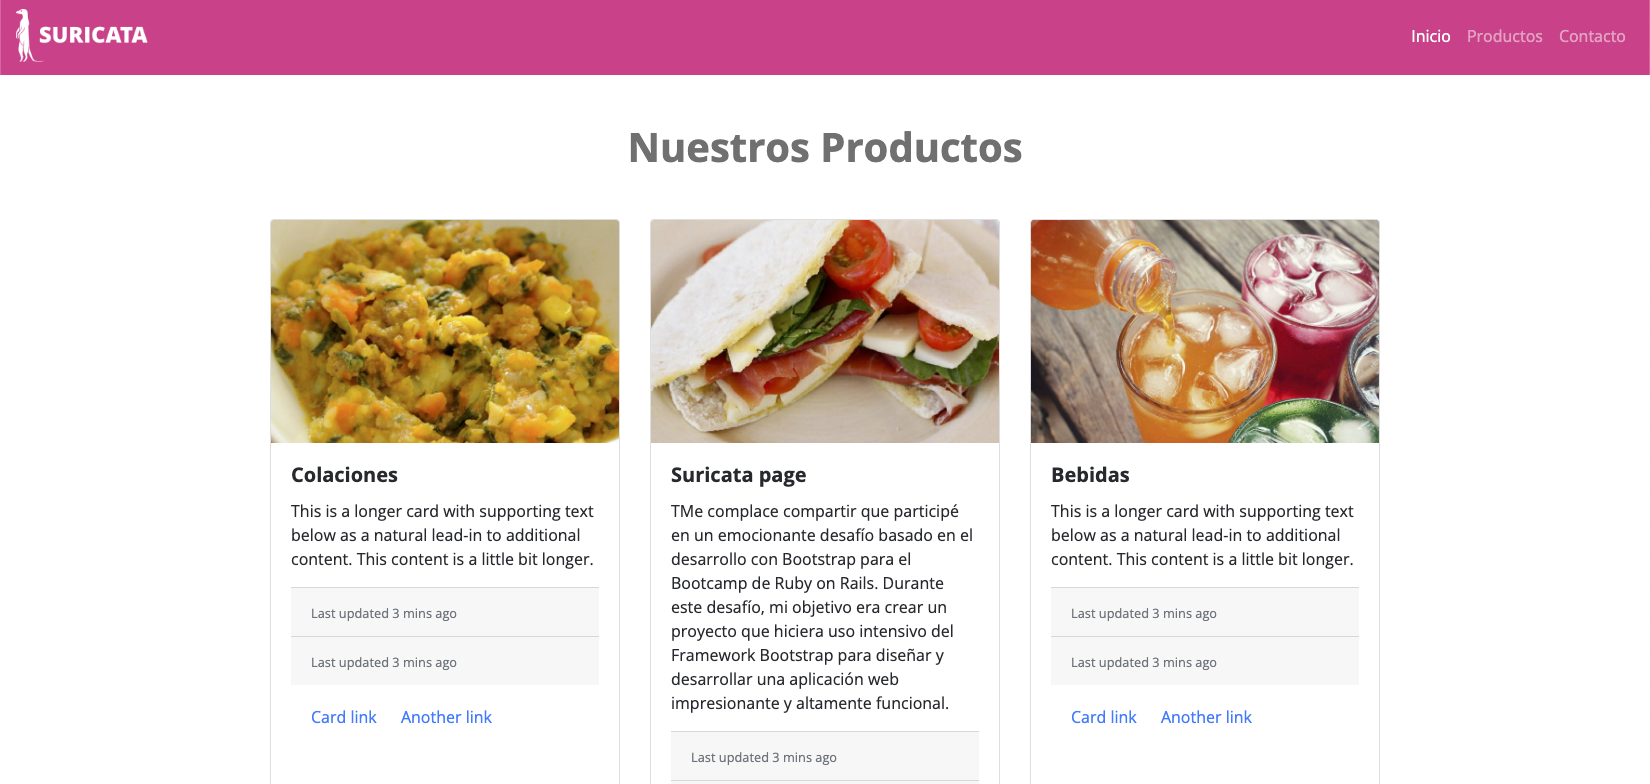 SURICATA
Inicio Productos Contacto
Nuestros Productos
Colaciones
This is a longer card with supporting text
below as a natural lead-in to additional
content. This content is a little bit longer.
Last updated 3 mins ago
Last updated 3 mins ago
Card link Another link
Suricata page
TMe complace compartir que participé
en un emocionante desafío basado en el
desarrollo con Bootstrap para el
Bootcamp de Ruby on Rails. Durante
este desafío, mi objetivo era crear un
proyecto que hiciera uso intensivo del
Framework Bootstrap para diseñar y
desarrollar una aplicación web
impresionante y altamente funcional.
Last updated 3 mins ago
Bebidas
This is a longer card with supporting text
below as a natural lead-in to additional
content. This content is a little bit longer.
Last updated 3 mins ago
Last updated 3 mins ago
Card link Another link